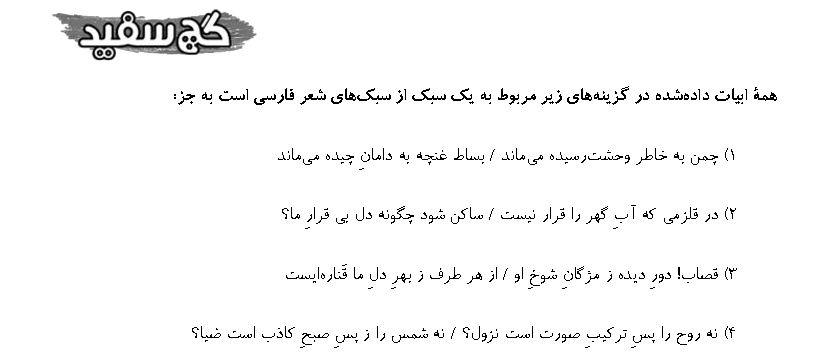 گچ سفید
همهٔ ابیات داده‌شده در گزینه‌های زیر مربوط به یک سبک از سبک‌های شعر فارسی است به جز:
۱) چمن به خاطر وحشت‌رسیده می‌ماند / بساط غنچه به دامانِ چیده می‌ماند
۲) در قلزمی که آبِ گهر را قرار نیست / ساکن شود چگونه دل بی قرارِ ما؟
۳) قصاب! دورِ دیده ز مژگانِ شوخِ او / از هر طرف ز بهرِ دلِ ما قَناره‌ایست
۴) نه روح را پسِ ترکیبِ صورت است نزول؟ / نه شمس را ز پسِ صبحِ کاذب است ضیا؟